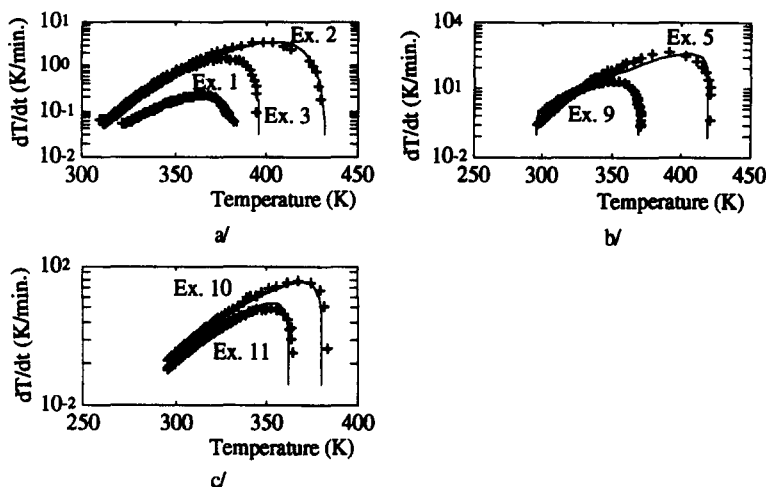 10²
10¹
10⁰
10⁻¹
10⁻²
dT/dt (K/min.)
Ex. 2
Ex. 1
Ex. 3
300 350 400 450
Temperature (K)
a/
10⁴
10¹
10⁻²
dT/dt (K/min.)
Ex. 5
Ex. 9
250 300 350 400 450
Temperature (K)
b/
10²
10⁻²
dT/dt (K/min.)
Ex. 10
Ex. 11
250 300 350 400
Temperature (K)
c/